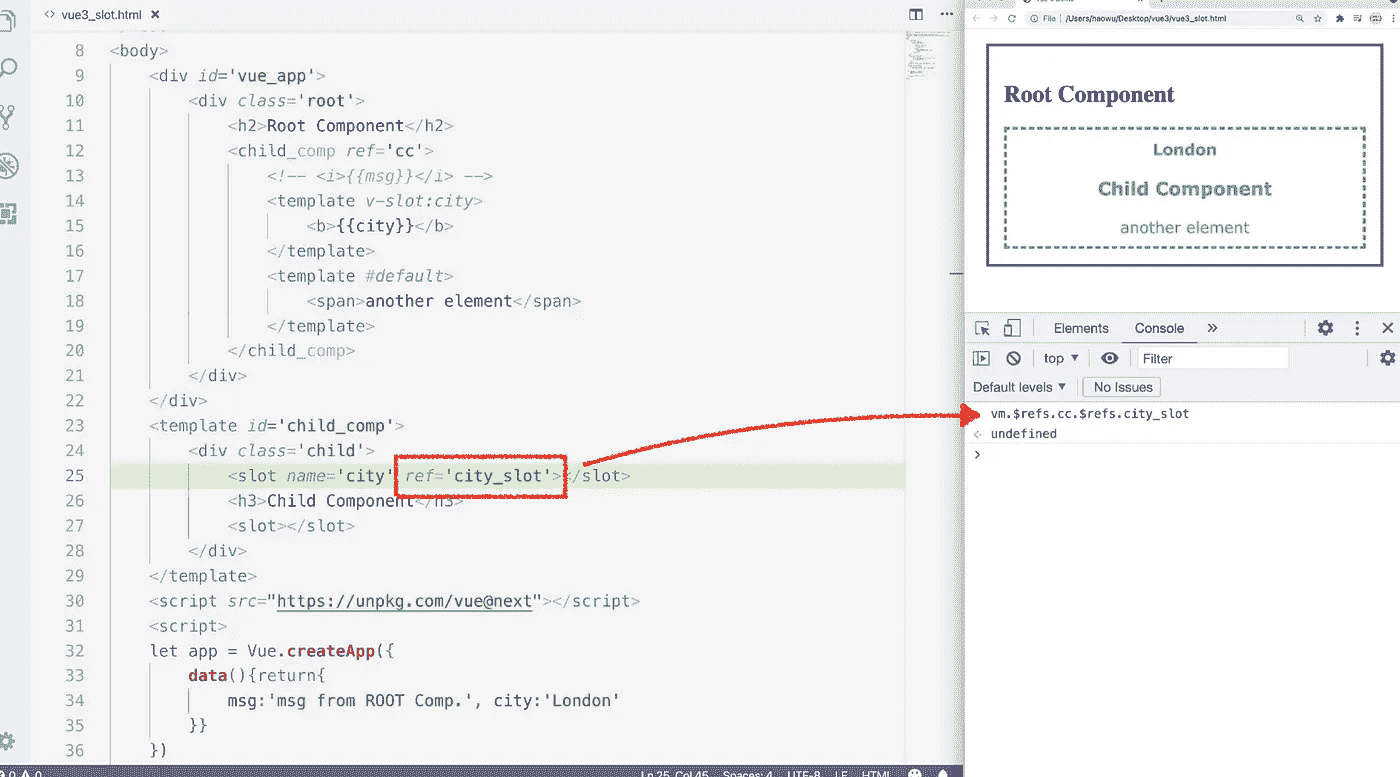 vue3_slot.html
8 <body>
9 <div id='vue_app'>
10 <div class='root'>
11 <h2>Root Component</h2>
12 <child_comp ref='cc'>
13 <!-- <i>{{msg}}</i> -->
14 <template v-slot:city>
15 <b>{{city}}</b>
16 </template>
17 <template #default>
18 <span>another element</span>
19 </template>
20 </child_comp>
21 </div>
22 </div>
23 <template id='child_comp'>
24 <div class='child'>
25 <slot name='city' ref='city_slot'></slot>
26 <h3>Child Component</h3>
27 <slot></slot>
28 </div>
29 </template>
30 <script src="https://unpkg.com/vue@next"></script>
31 <script>
32 let app = Vue.createApp({
33 data(){return{
34 msg:'msg from ROOT Comp.', city:'London'
35 }}
36 })
0 0
Ln 25, Col 45 Spaces: 4 UTF-8 LF HTML
File /Users/haowu/Desktop/vue3/vue3_slot.html
Root Component
London
Child Component
another element
Elements Console
top Filter
Default levels No Issues
vm.$refs.cc.$refs.city_slot
undefined